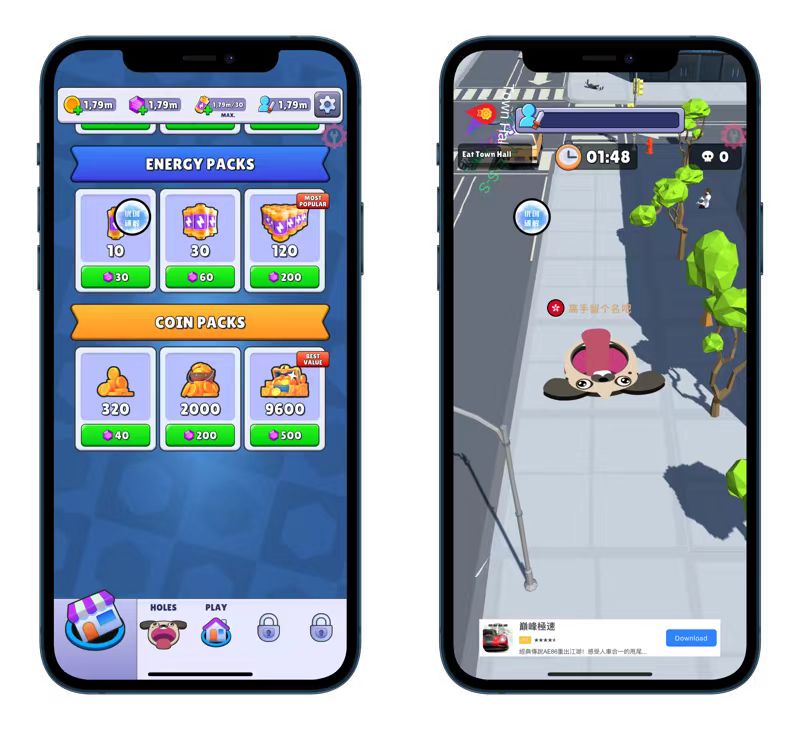 1,79m
1,79m
1,79m/30
MAX.
1,79m
ENERGY PACKS
MOST
POPULAR
10
30
120
30
60
200
COIN PACKS
BEST
VALUE
320
2000
9600
40
200
500
HOLES
PLAY
Town Hall
Eat Town Hall
01:48
0
高手留个名吧
巔峰極速
Download
經典傳說AE86重出江湖！感受人車合一的甩尾...